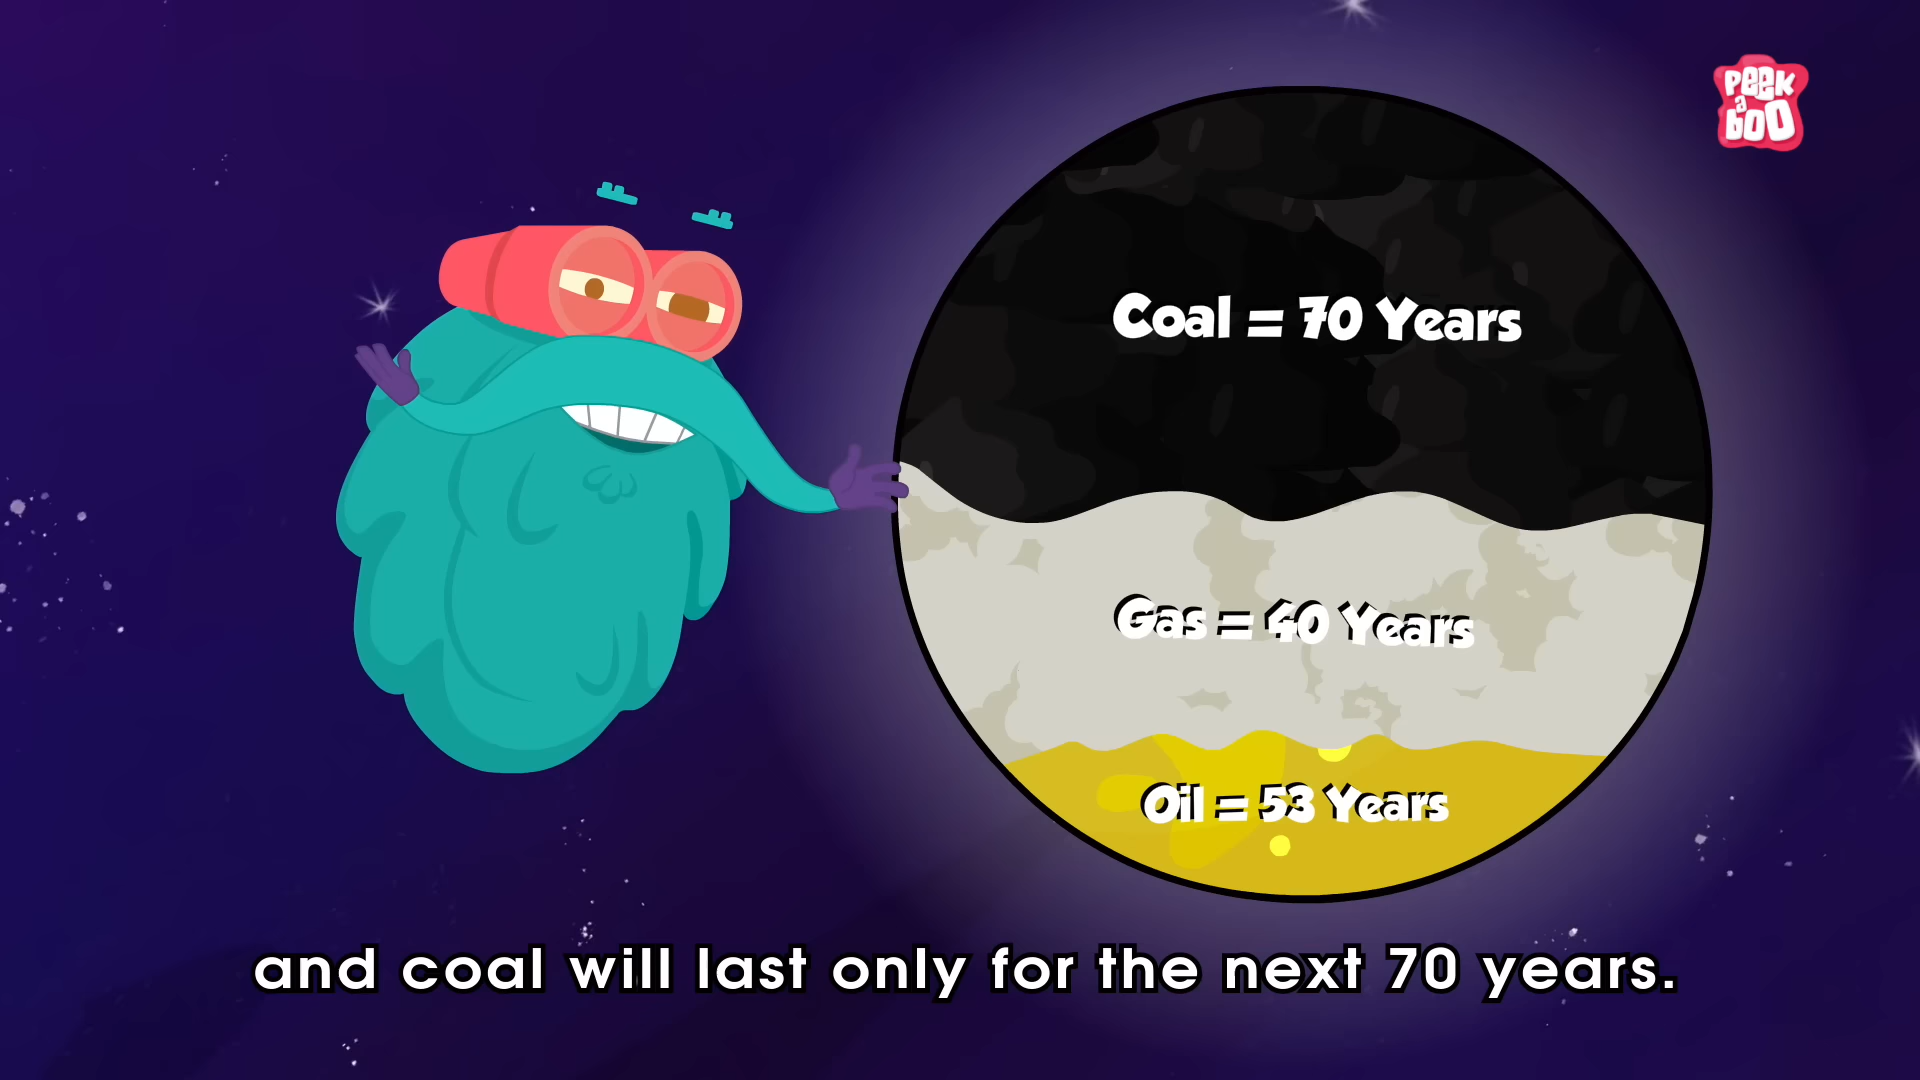 PEEK
a
boo
Coal = 70 Years
Gas = 40 Years
Oil = 53 Years
and coal will last only for the next 70 years.